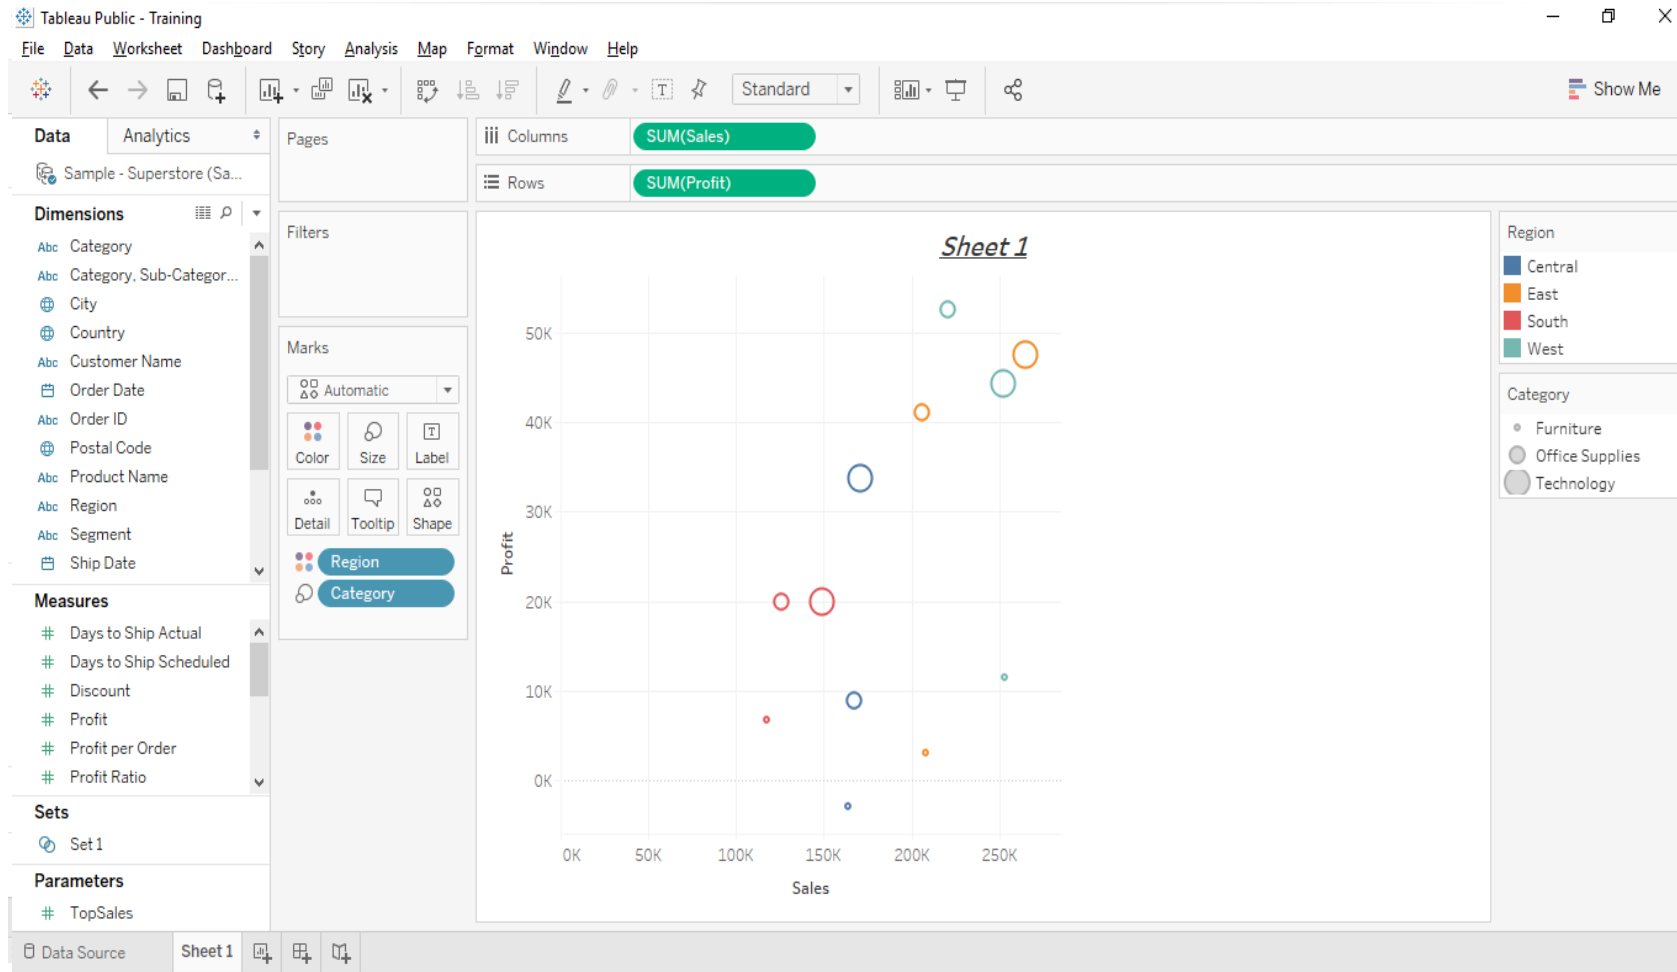 Tableau Public - Training
File Data Worksheet Dashboard Story Analysis Map Format Window Help
Standard
Show Me
Data Analytics
Sample - Superstore (Sa...
Dimensions
Abc Category
Abc Category, Sub-Categor...
City
Country
Abc Customer Name
Order Date
Abc Order ID
Postal Code
Abc Product Name
Abc Region
Abc Segment
Ship Date
Measures
# Days to Ship Actual
# Days to Ship Scheduled
# Discount
# Profit
# Profit per Order
# Profit Ratio
Sets
Set 1
Parameters
# TopSales
Pages
Filters
Marks
Automatic
Color Size Label
Detail Tooltip Shape
Region
Category
Columns SUM(Sales)
Rows SUM(Profit)
Sheet 1
50K
40K
30K
20K
10K
0K
Profit
0K 50K 100K 150K 200K 250K
Sales
Region
Central
East
South
West
Category
Furniture
Office Supplies
Technology
Data Source Sheet 1